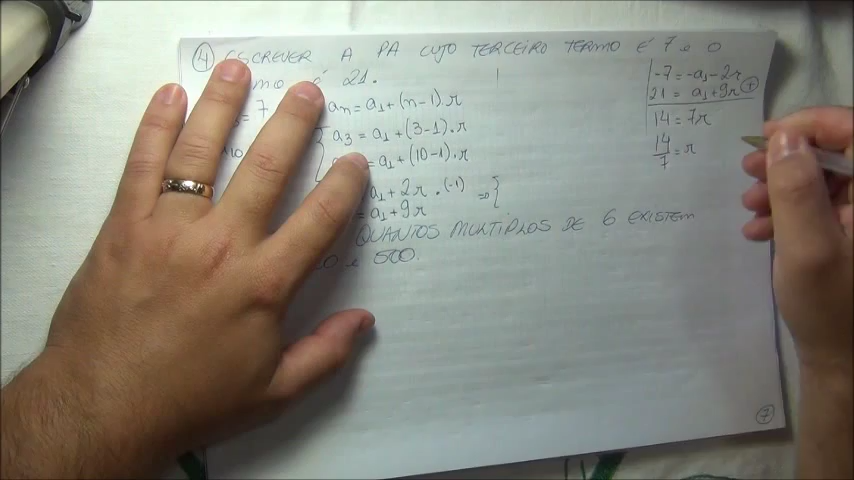 4 ESCREVER A PA CUJO TERCEIRO TERMO É 7 e O
É 21.
= 7 an = a1 + (n-1) . r
a3 = a1 + (3-1) . r
= a1 + (10-1) . r
a1 + 2r . (-1) => {
= a1 + 9r
QUANTOS MULTIPLOS DE 6 EXISTEM
e 500.
-7 = -a1 - 2r
21 = a1 + 9r +
14 = 7r
14/7 = r
7